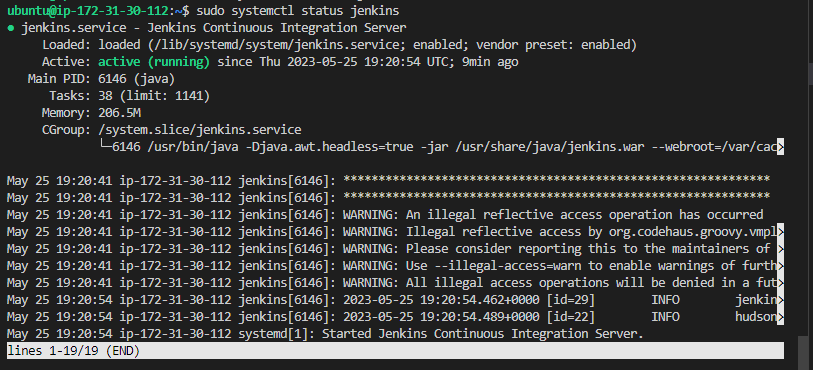 ubuntu@ip-172-31-30-112:~$ sudo systemctl status jenkins
● jenkins.service - Jenkins Continuous Integration Server
     Loaded: loaded (/lib/systemd/system/jenkins.service; enabled; vendor preset: enabled)
     Active: active (running) since Thu 2023-05-25 19:20:54 UTC; 9min ago
   Main PID: 6146 (java)
      Tasks: 38 (limit: 1141)
     Memory: 206.5M
     CGroup: /system.slice/jenkins.service
             └─6146 /usr/bin/java -Djava.awt.headless=true -jar /usr/share/java/jenkins.war --webroot=/var/cac>
May 25 19:20:41 ip-172-31-30-112 jenkins[6146]: *************************************************************
May 25 19:20:41 ip-172-31-30-112 jenkins[6146]: *************************************************************
May 25 19:20:41 ip-172-31-30-112 jenkins[6146]: WARNING: An illegal reflective access operation has occurred
May 25 19:20:41 ip-172-31-30-112 jenkins[6146]: WARNING: Illegal reflective access by org.codehaus.groovy.vmpl>
May 25 19:20:41 ip-172-31-30-112 jenkins[6146]: WARNING: Please consider reporting this to the maintainers of >
May 25 19:20:41 ip-172-31-30-112 jenkins[6146]: WARNING: Use --illegal-access=warn to enable warnings of furth>
May 25 19:20:41 ip-172-31-30-112 jenkins[6146]: WARNING: All illegal access operations will be denied in a fut>
May 25 19:20:54 ip-172-31-30-112 jenkins[6146]: 2023-05-25 19:20:54.462+0000 [id=29]        INFO        jenkin>
May 25 19:20:54 ip-172-31-30-112 jenkins[6146]: 2023-05-25 19:20:54.489+0000 [id=22]        INFO        hudson>
May 25 19:20:54 ip-172-31-30-112 systemd[1]: Started Jenkins Continuous Integration Server.
lines 1-19/19 (END)